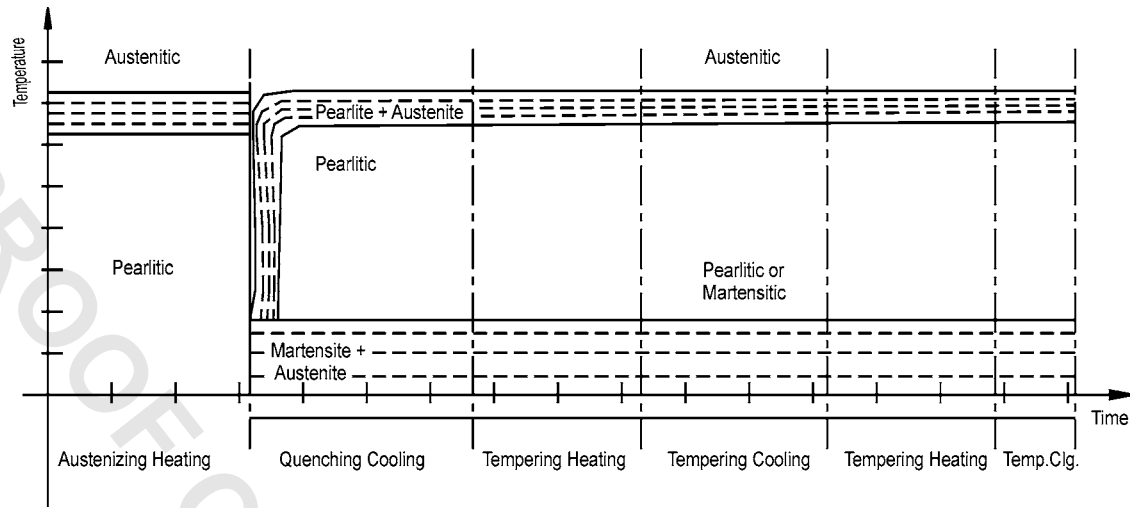 Temperature
Austenitic
Austenitic
Pearlite + Austenite
Pearlitic
Pearlitic
Pearlitic or
Martensitic
Martensite +
Austenite
Time
Austenizing Heating
Quenching Cooling
Tempering Heating
Tempering Cooling
Tempering Heating
Temp.Clg.